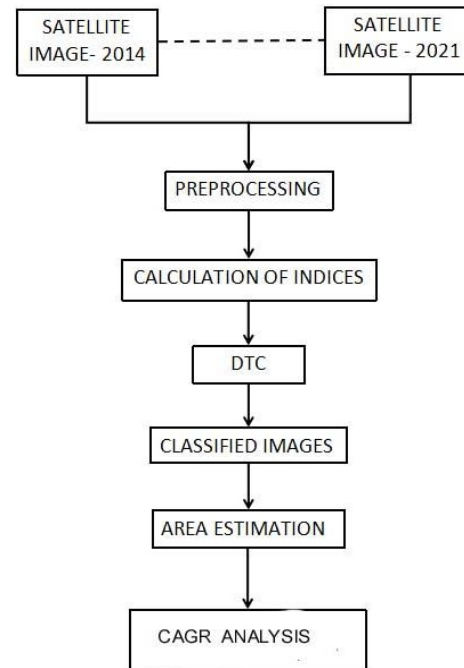 SATELLITE
IMAGE- 2014
SATELLITE
IMAGE - 2021
PREPROCESSING
CALCULATION OF INDICES
DTC
CLASSIFIED IMAGES
AREA ESTIMATION
CAGR ANALYSIS